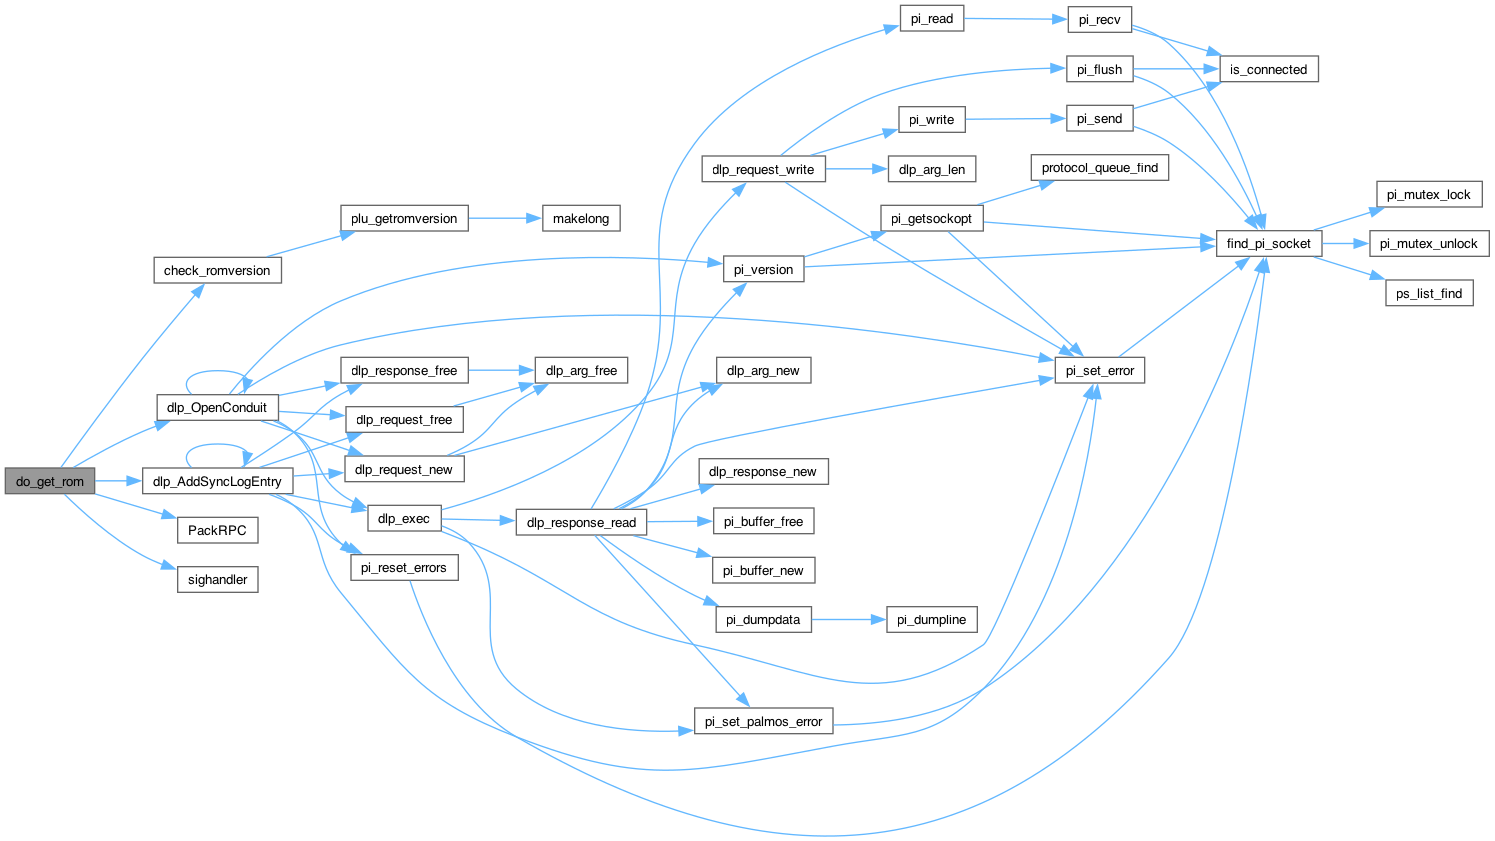 do_get_rom
check_romversion
plu_getromversion
makelong
dlp_OpenConduit
dlp_AddSyncLogEntry
PackRPC
sighandler
dlp_response_free
dlp_request_free
dlp_request_new
dlp_exec
pi_reset_errors
dlp_arg_free
dlp_response_read
pi_read
pi_recv
pi_flush
is_connected
pi_write
pi_send
dlp_request_write
dlp_arg_len
protocol_queue_find
pi_getsockopt
pi_version
find_pi_socket
pi_mutex_lock
pi_mutex_unlock
ps_list_find
pi_set_error
dlp_arg_new
dlp_response_new
pi_buffer_free
pi_buffer_new
pi_dumpdata
pi_dumpline
pi_set_palmos_error